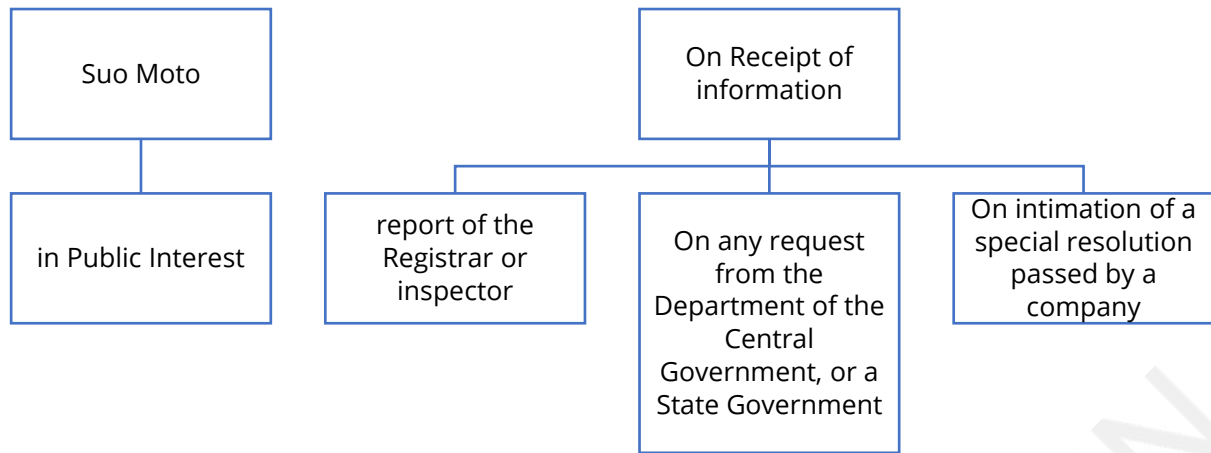 Suo Moto
in Public Interest
On Receipt of
information
report of the
Registrar or
inspector
On any request
from the
Department of the
Central
Government, or a
State Government
On intimation of a
special resolution
passed by a
company